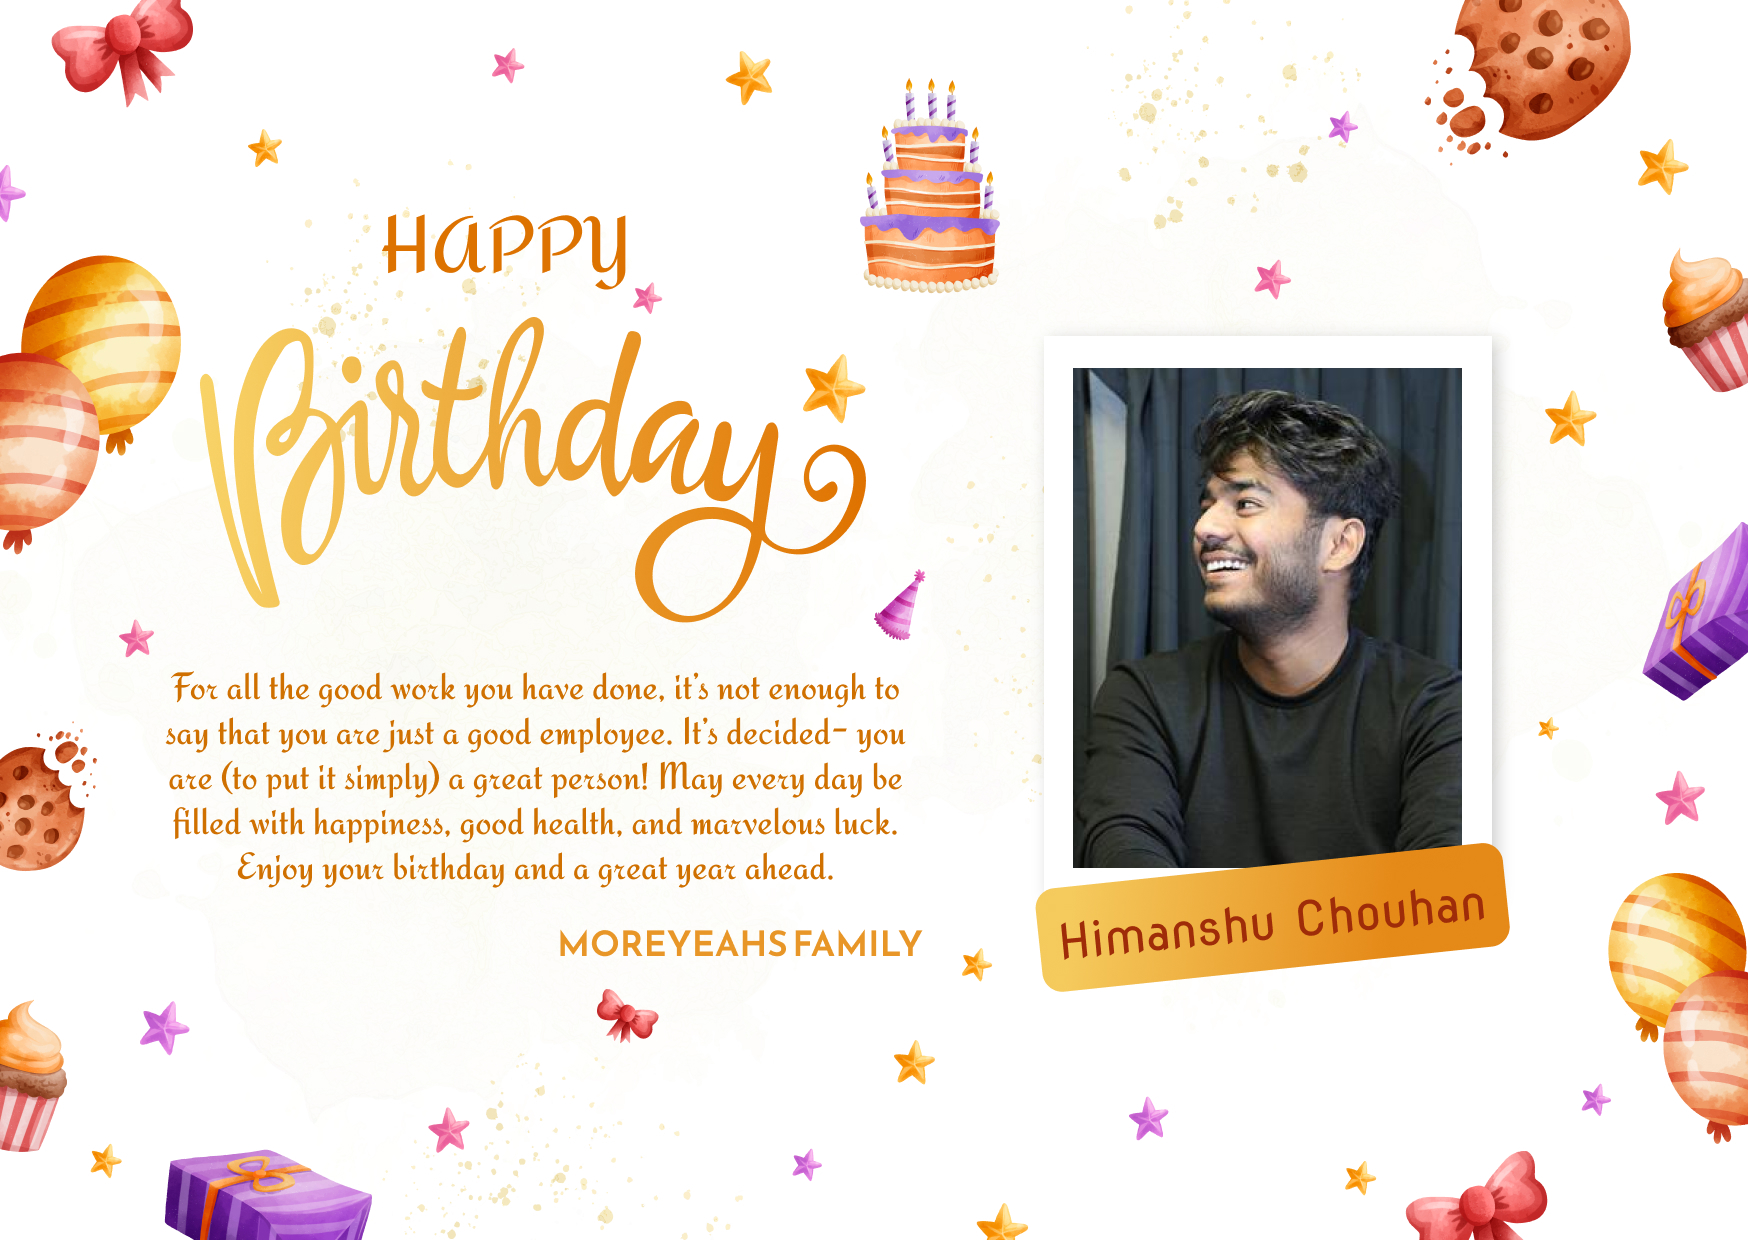 HAPPY
Birthday
For all the good work you have done, it's not enough to
say that you are just a good employee. It's decided- you
are (to put it simply) a great person! May every day be
filled with happiness, good health, and marvelous luck.
Enjoy your birthday and a great year ahead.
MOREYEAHS FAMILY
Himanshu Chouhan